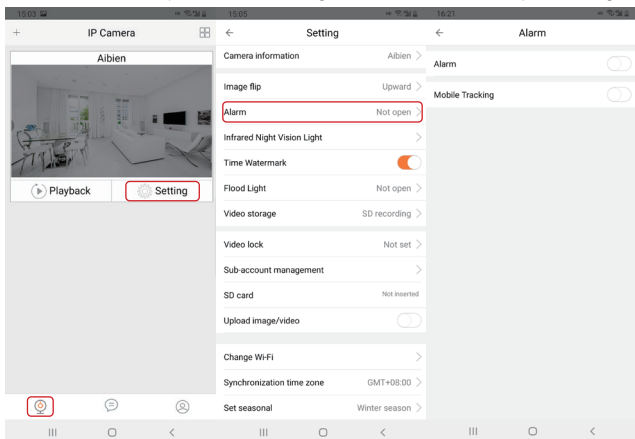 15:03
IP Camera
Aibien
Playback
Setting
15:05
Setting
Camera information Aibien
Image flip Upward
Alarm Not open
Infrared Night Vision Light
Time Watermark
Flood Light Not open
Video storage SD recording
Video lock Not set
Sub-account management
SD card Not inserted
Upload image/video
Change Wi-Fi
Synchronization time zone GMT+08:00
Set seasonal Winter season
16:21
Alarm
Alarm
Mobile Tracking